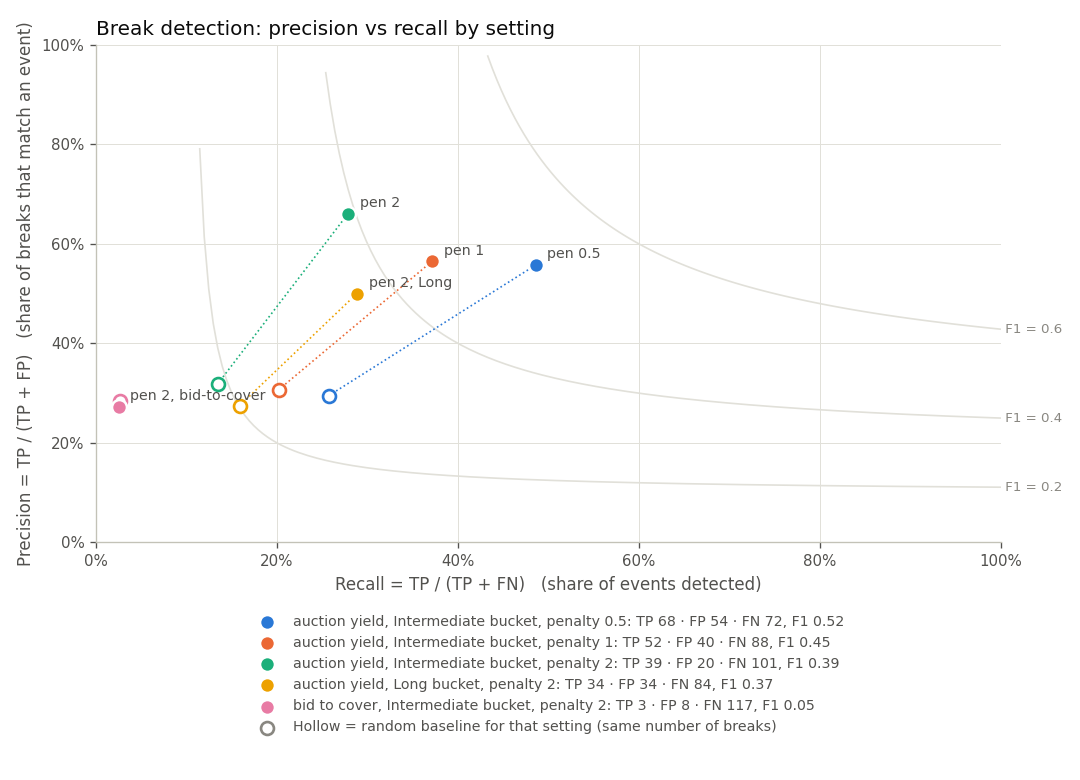 Break detection: precision vs recall by setting
Precision = TP / (TP + FP)   (share of breaks that match an event)
100%
80%
60%
40%
20%
0%
pen 2
pen 1
pen 0.5
pen 2, Long
pen 2, bid-to-cover
F1 = 0.6
F1 = 0.4
F1 = 0.2
0%
20%
40%
60%
80%
100%
Recall = TP / (TP + FN)   (share of events detected)
auction yield, Intermediate bucket, penalty 0.5: TP 68 · FP 54 · FN 72, F1 0.52
auction yield, Intermediate bucket, penalty 1: TP 52 · FP 40 · FN 88, F1 0.45
auction yield, Intermediate bucket, penalty 2: TP 39 · FP 20 · FN 101, F1 0.39
auction yield, Long bucket, penalty 2: TP 34 · FP 34 · FN 84, F1 0.37
bid to cover, Intermediate bucket, penalty 2: TP 3 · FP 8 · FN 117, F1 0.05
Hollow = random baseline for that setting (same number of breaks)